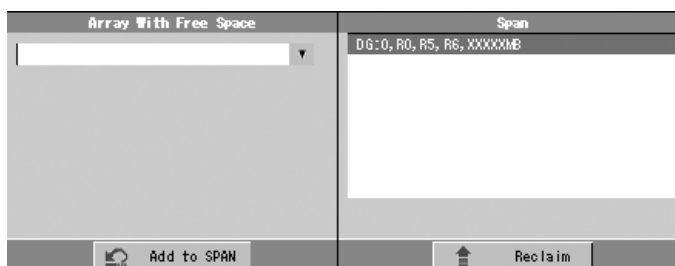 Array With Free Space
Span
DG:0, R0, R5, R6, XXXXXMB
Add to SPAN
Reclaim